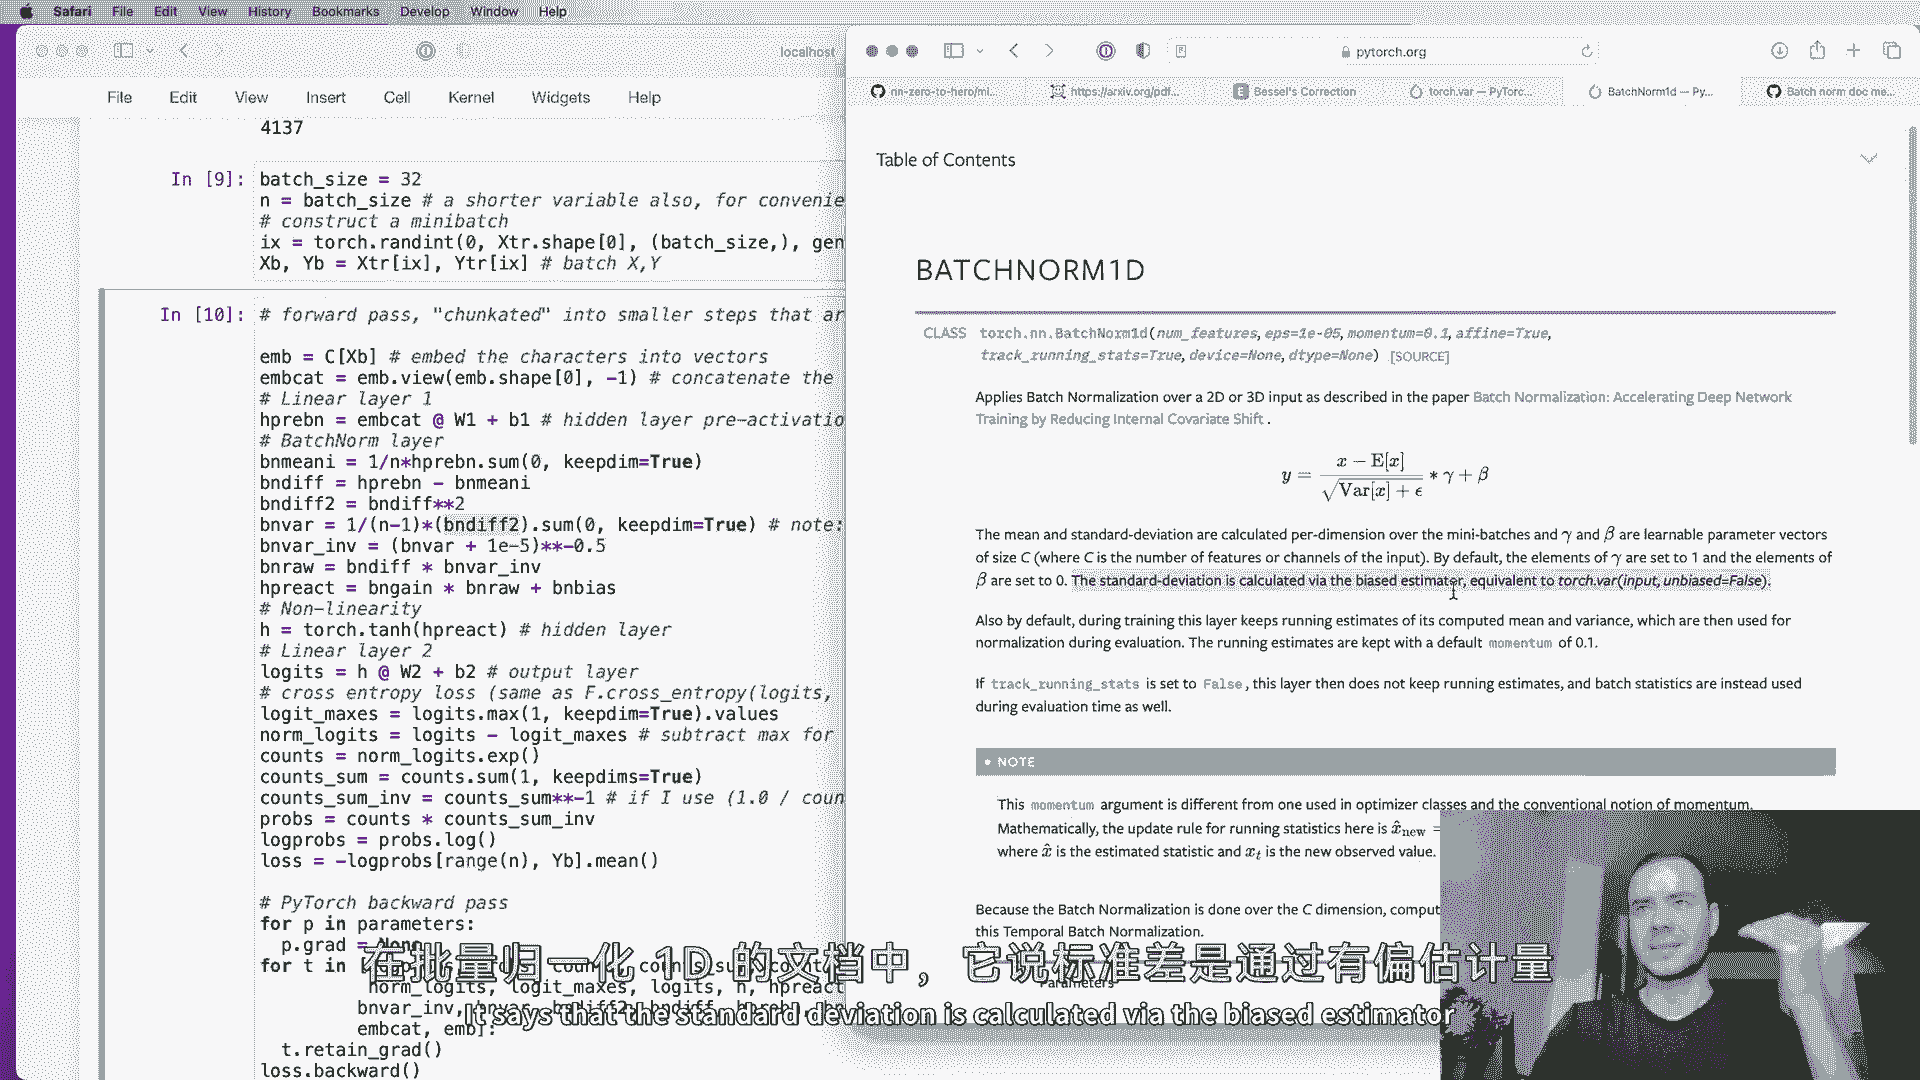 Safari File Edit View History Bookmarks Develop Window Help
localhost
File Edit View Insert Cell Kernel Widgets Help
4137
In [9]: batch_size = 32
n = batch_size # a shorter variable also, for convenie
# construct a minibatch
ix = torch.randint(0, Xtr.shape[0], (batch_size,), gen
Xb, Yb = Xtr[ix], Ytr[ix] # batch X,Y
In [10]: # forward pass, "chunkated" into smaller steps that ar
emb = C[Xb] # embed the characters into vectors
embcat = emb.view(emb.shape[0], -1) # concatenate the
# Linear layer 1
hprebn = embcat @ W1 + b1 # hidden layer pre-activatio
# BatchNorm layer
bnmeani = 1/n*hprebn.sum(0, keepdim=True)
bndiff = hprebn - bnmeani
bndiff2 = bndiff**2
bnvar = 1/(n-1)*(bndiff2).sum(0, keepdim=True) # note:
bnvar_inv = (bnvar + 1e-5)**-0.5
bnraw = bndiff * bnvar_inv
hpreact = bngain * bnraw + bnbias
# Non-linearity
h = torch.tanh(hpreact) # hidden layer
# Linear layer 2
logits = h @ W2 + b2 # output layer
# cross entropy loss (same as F.cross_entropy(logits,
logit_maxes = logits.max(1, keepdim=True).values
norm_logits = logits - logit_maxes # subtract max for
counts = norm_logits.exp()
counts_sum = counts.sum(1, keepdims=True)
counts_sum_inv = counts_sum**-1 # if I use (1.0 / coun
probs = counts * counts_sum_inv
logprobs = probs.log()
loss = -logprobs[range(n), Yb].mean()
# PyTorch backward pass
for p in parameters:
p.grad = None
for t in
norm_logits, logit_maxes, logits, h, hpreact
bnvar_inv, bnvar, bndiff2, bndiff, hprebn, bnmeani,
embcat, emb]:
t.retain_grad()
loss.backward()
pytorch.org
nn-zero-to-hero/mi... https://arxiv.org/pdf... Bessel's Correction torch.var — PyTorc... BatchNorm1d — Py... Batch norm doc me...
Table of Contents
BATCHNORM1D
CLASS torch.nn.BatchNorm1d(num_features, eps=1e-05, momentum=0.1, affine=True,
track_running_stats=True, device=None, dtype=None) [SOURCE]
Applies Batch Normalization over a 2D or 3D input as described in the paper Batch Normalization: Accelerating Deep Network
Training by Reducing Internal Covariate Shift .
y = (x − E[x]) / √(Var[x] + ϵ) ∗ γ + β
The mean and standard-deviation are calculated per-dimension over the mini-batches and γ and β are learnable parameter vectors
of size C (where C is the number of features or channels of the input). By default, the elements of γ are set to 1 and the elements of
β are set to 0. The standard-deviation is calculated via the biased estimator, equivalent to torch.var(input, unbiased=False).
Also by default, during training this layer keeps running estimates of its computed mean and variance, which are then used for
normalization during evaluation. The running estimates are kept with a default momentum of 0.1.
If track_running_stats is set to False, this layer then does not keep running estimates, and batch statistics are instead used
during evaluation time as well.
NOTE
This momentum argument is different from one used in optimizer classes and the conventional notion of momentum.
Mathematically, the update rule for running statistics here is x̂new =
where x̂ is the estimated statistic and xt is the new observed value.
Because the Batch Normalization is done over the C dimension, comput
this Temporal Batch Normalization.
Parameters
在批量归一化 1D 的文档中，它说标准差是通过有偏估计量
It says that the standard deviation is calculated via the biased estimator